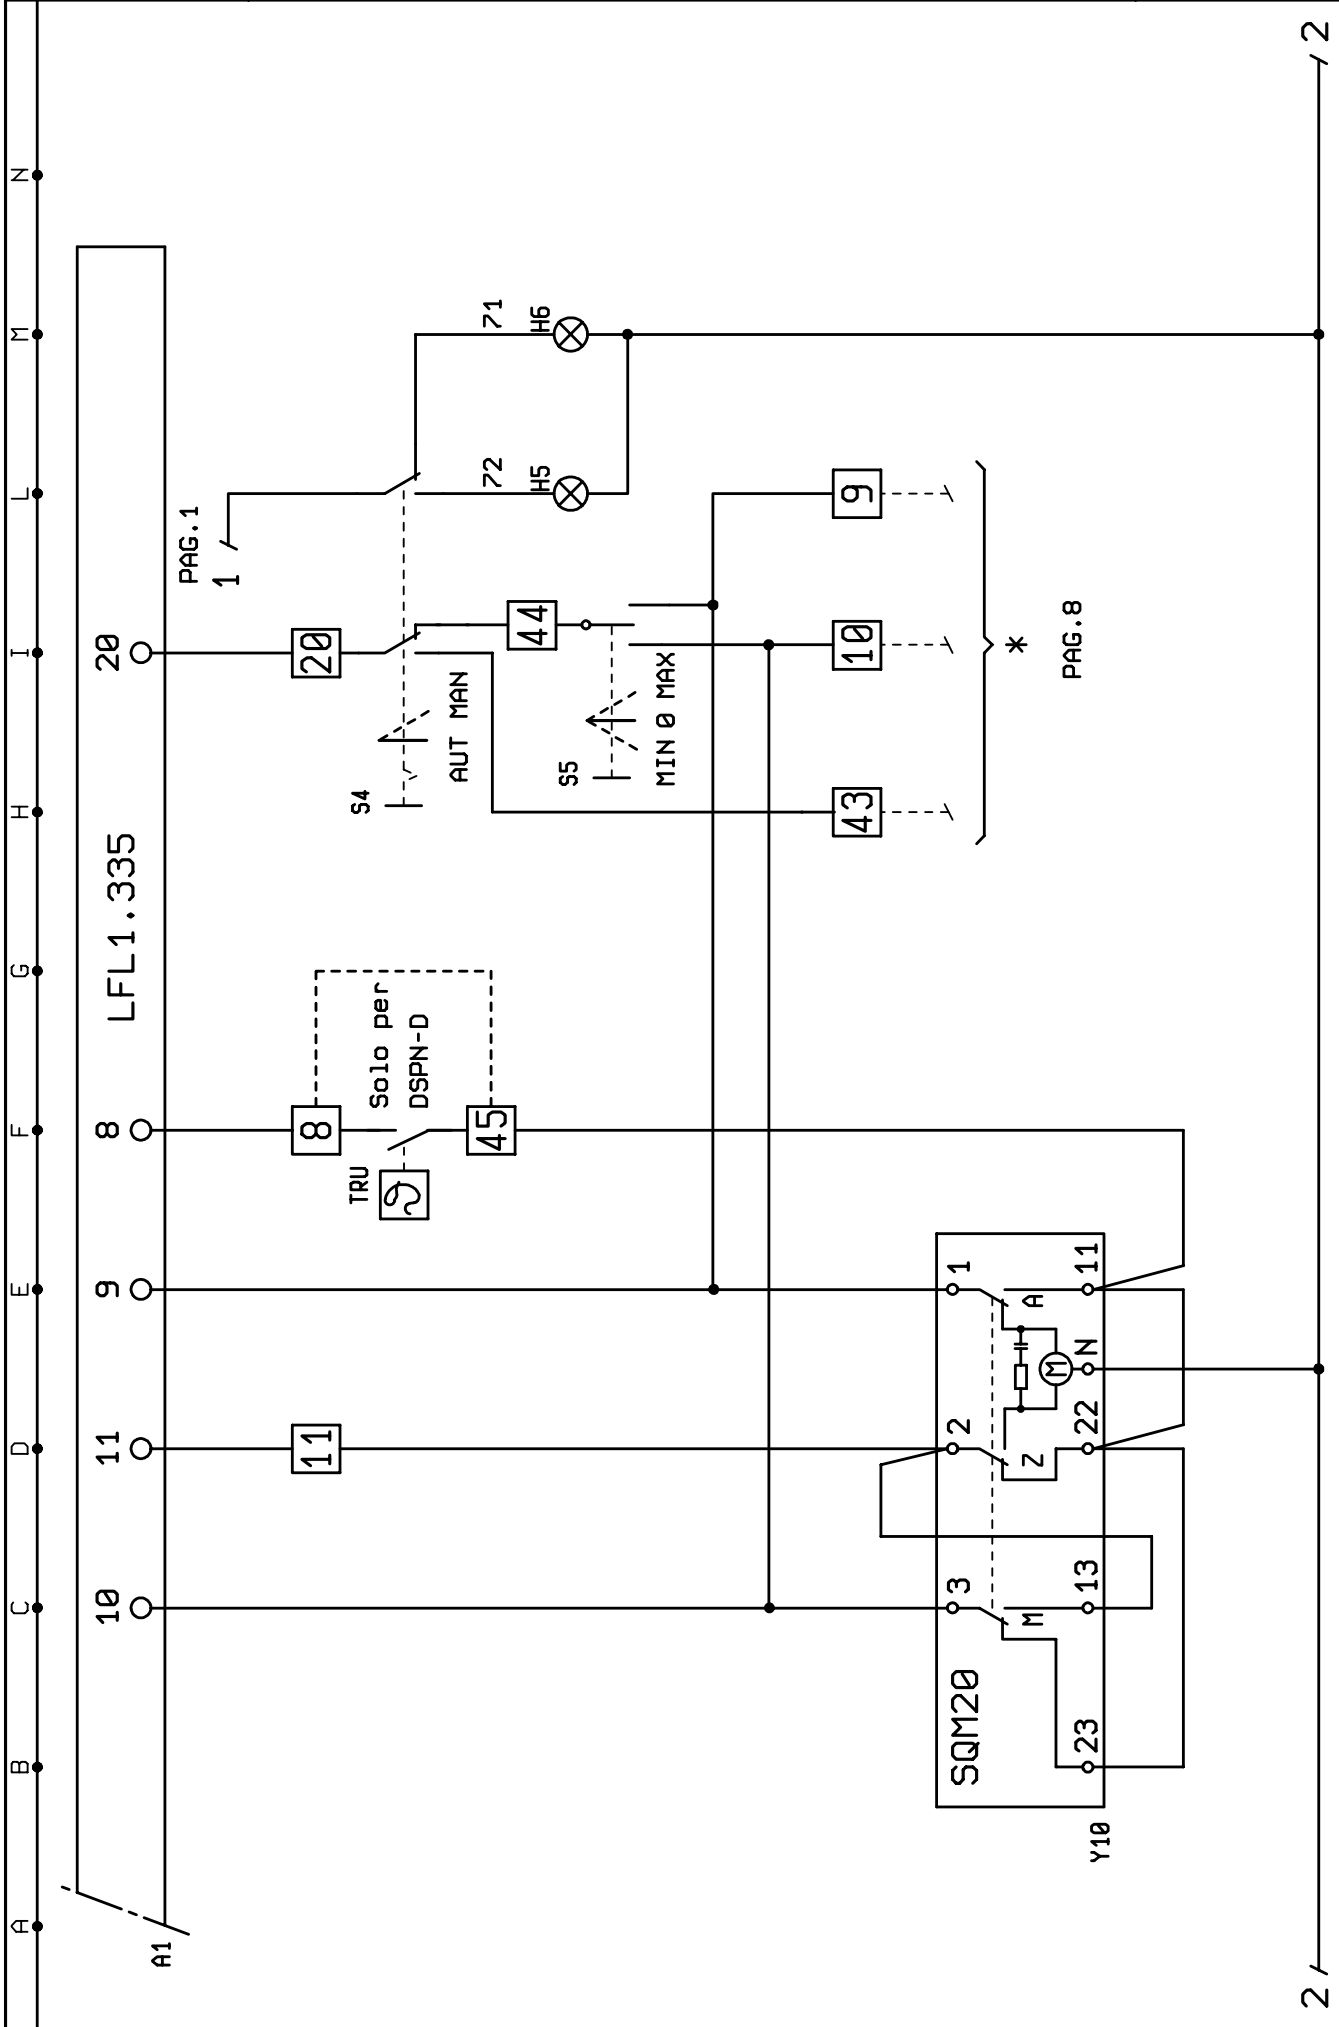 A B C D E F G H I L M N
A1
LFL1.335
10 11 9 8 20
PAG.1
1
11 8 20
TRU
Solo per
DSPN-D
S4
AUT MAN
72 71
45 44
H5 H6
S5
MIN 0 MAX
43 10 9
*
PAG.8
SQM20
3 2 1
M Z A
M
23 13 22 N 11
Y10
2 2